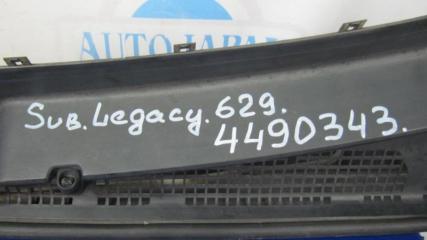 AUTO JAPAN
Sub. Legacy. 629.
4490343.